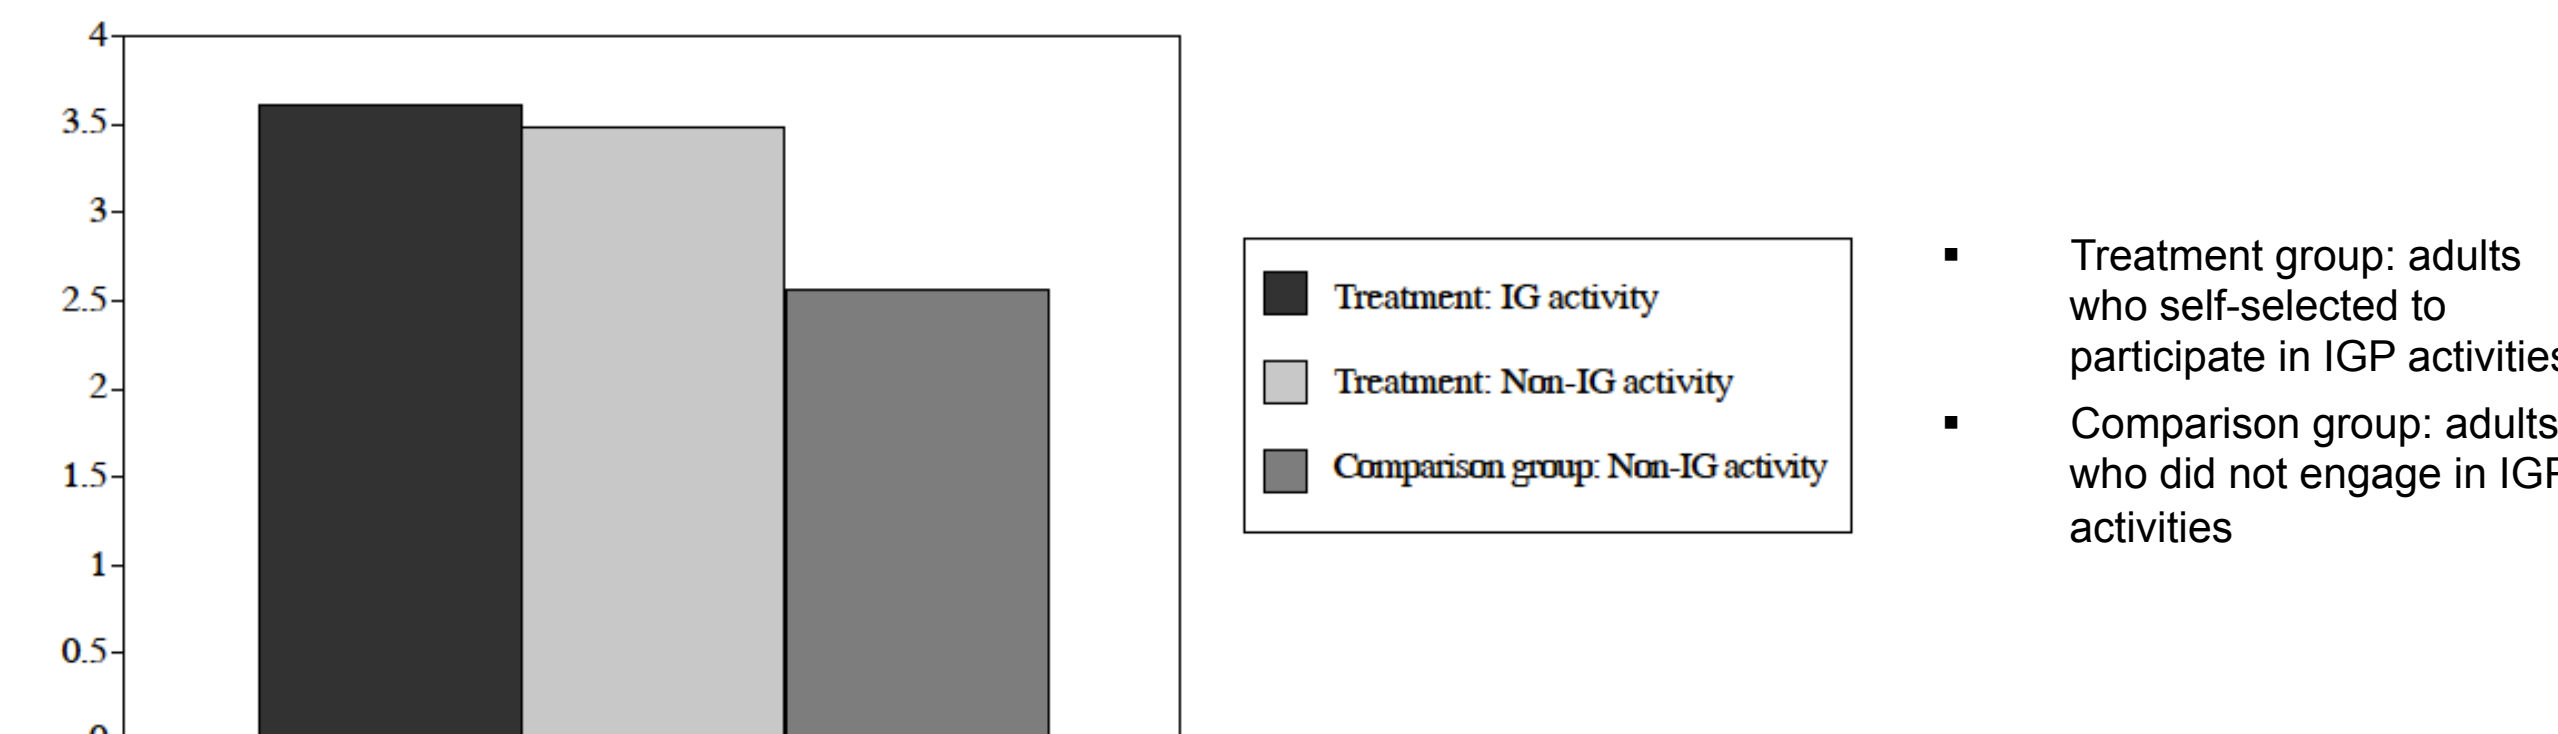 4
3.5
3
2.5
2
1.5
1
0.5
0
Treatment: IG activity
Treatment: Non-IG activity
Comparison group: Non-IG activity
▪ Treatment group: adults
who self-selected to
participate in IGP activities
▪ Comparison group: adults
who did not engage in IGP
activities